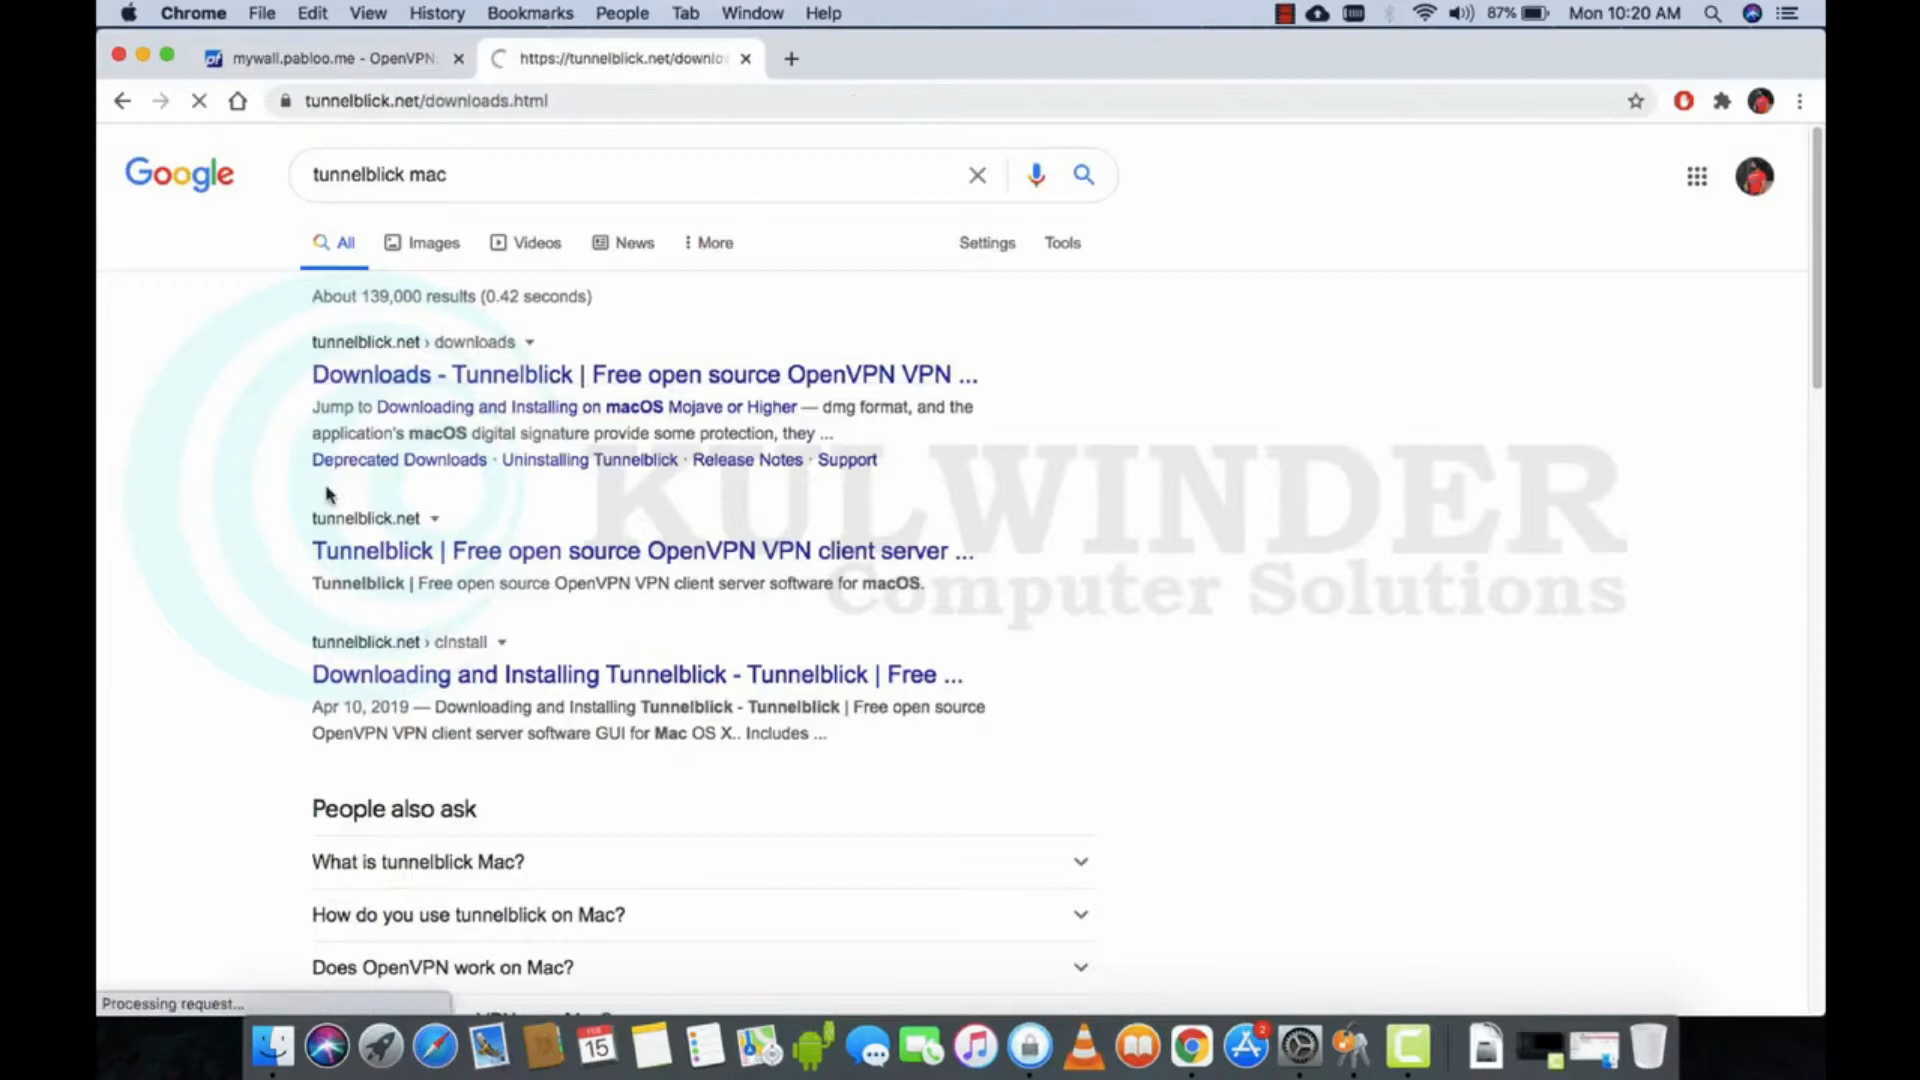 Chrome File Edit View History Bookmarks People Tab Window Help 87% Mon 10:20 AM
mywall.pabloo.me - OpenVPN: https://tunnelblick.net/downlo
tunnelblick.net/downloads.html
Google tunnelblick mac
All Images Videos News More Settings Tools
About 139,000 results (0.42 seconds)
tunnelblick.net › downloads
Downloads - Tunnelblick | Free open source OpenVPN VPN ...
Jump to Downloading and Installing on macOS Mojave or Higher — dmg format, and the
application's macOS digital signature provide some protection, they ...
Deprecated Downloads · Uninstalling Tunnelblick · Release Notes · Support
KULWINDER
Computer Solutions
tunnelblick.net
Tunnelblick | Free open source OpenVPN VPN client server ...
Tunnelblick | Free open source OpenVPN VPN client server software for macOS.
tunnelblick.net › cInstall
Downloading and Installing Tunnelblick - Tunnelblick | Free ...
Apr 10, 2019 — Downloading and Installing Tunnelblick - Tunnelblick | Free open source
OpenVPN VPN client server software GUI for Mac OS X.. Includes ...
People also ask
What is tunnelblick Mac?
How do you use tunnelblick on Mac?
Does OpenVPN work on Mac?
Processing request...
15
2